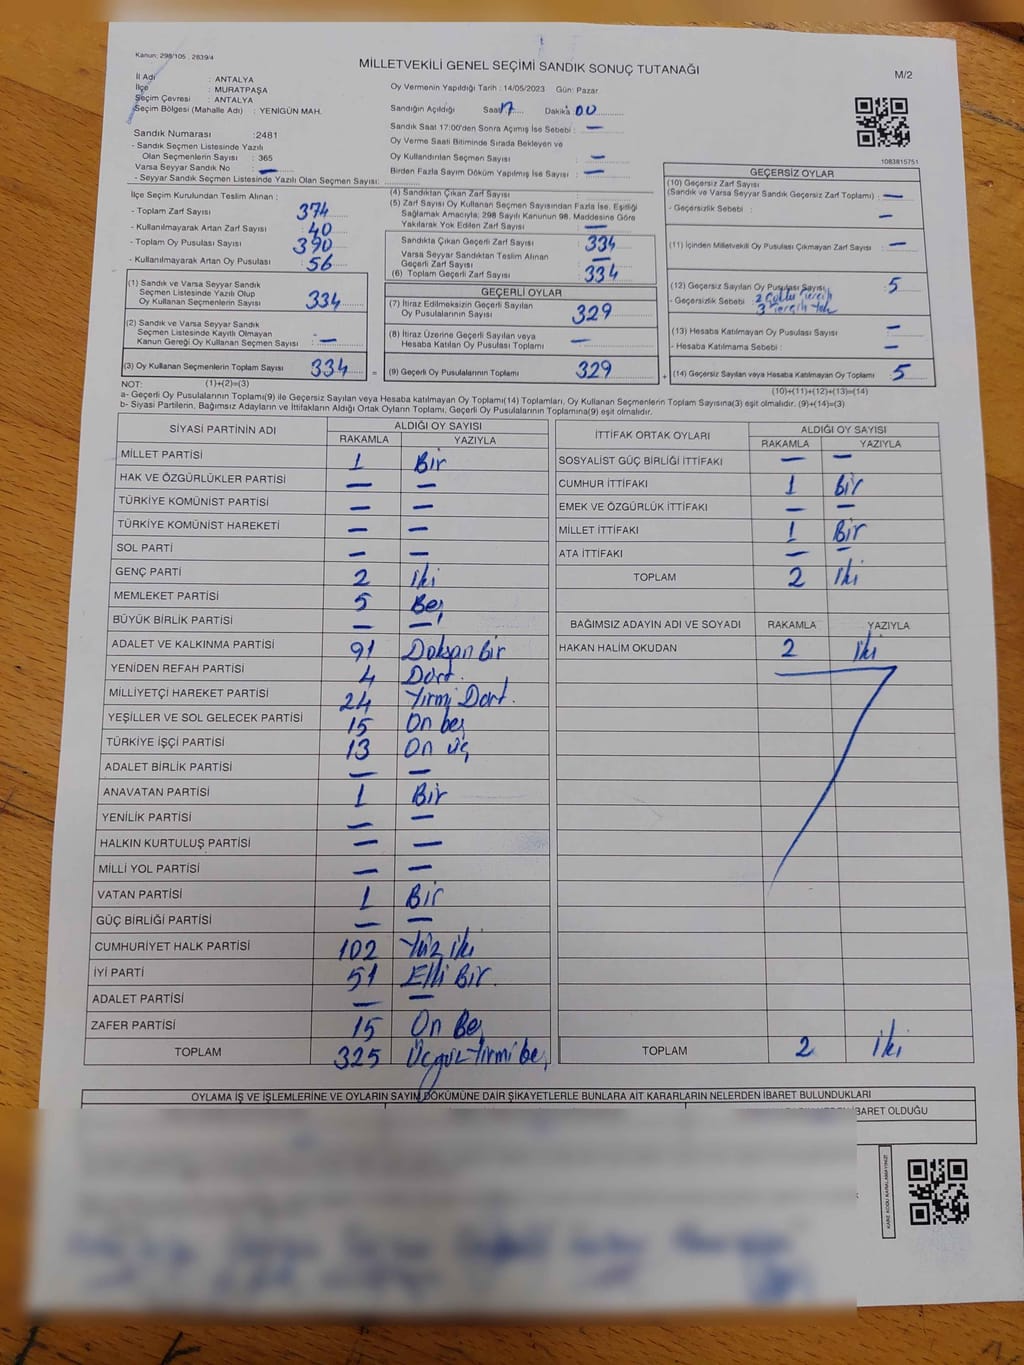 Kanun: 298/105 , 2839/4
MİLLETVEKİLİ GENEL SEÇİMİ SANDIK SONUÇ TUTANAĞI
M/2
İl Adı : ANTALYA
İlçe : MURATPAŞA
Seçim Çevresi : ANTALYA
Seçim Bölgesi (Mahalle Adı) : YENİGÜN MAH.
Sandık Numarası :2481
- Sandık Seçmen Listesinde Yazılı
Olan Seçmenlerin Sayısı : 365
Varsa Seyyar Sandık No : —
- Seyyar Sandık Seçmen Listesinde Yazılı Olan Seçmen Sayısı:
Oy Vermenin Yapıldığı Tarih : 14/05/2023 Gün: Pazar
Sandığın Açıldığı Saat 17 Dakika 00
Sandık Saat 17:00'den Sonra Açımış İse Sebebi : —
Oy Verme Saati Bitiminde Sırada Bekleyen ve
Oy Kullandırılan Seçmen Sayısı : —
Birden Fazla Sayım Döküm Yapılmış İse Sayısı : —
1083815751
İlçe Seçim Kurulundan Teslim Alınan :
- Toplam Zarf Sayısı : 374
- Kullanılmayarak Artan Zarf Sayısı : 40
- Toplam Oy Pusulası Sayısı : 390
- Kullanılmayarak Artan Oy Pusulası : 56
(1) Sandık ve Varsa Seyyar Sandık
Seçmen Listesinde Yazılı Olup
Oy Kullanan Seçmenlerin Sayısı : 334
(2) Sandık ve Varsa Seyyar Sandık
Seçmen Listesinde Kayıtlı Olmayan
Kanun Gereği Oy Kullanan Seçmen Sayısı : —
(3) Oy Kullanan Seçmenlerin Toplam Sayısı : 334 =
(4) Sandıktan Çıkan Zarf Sayısı
(5) Zarf Sayısı Oy Kullanan Seçmen Sayısından Fazla İse, Eşitliği
Sağlamak Amacıyla; 298 Sayılı Kanunun 98. Maddesine Göre
Yakılarak Yok Edilen Zarf Sayısı : —
Sandıkta Çıkan Geçerli Zarf Sayısı : 334
Varsa Seyyar Sandıktan Teslim Alınan
Geçerli Zarf Sayısı : —
(6) Toplam Geçerli Zarf Sayısı : 334
GEÇERLİ OYLAR
(7) İtiraz Edilmeksizin Geçerli Sayılan
Oy Pusulalarının Sayısı : 329
(8) İtiraz Üzerine Geçerli Sayılan veya
Hesaba Katılan Oy Pusulası Toplamı : —
(9) Geçerli Oy Pusulalarının Toplamı : 329 +
GEÇERSİZ OYLAR
(10) Geçersiz Zarf Sayısı
(Sandık ve Varsa Seyyar Sandık Geçersiz Zarf Toplamı) : —
- Geçersizlik Sebebi : —
(11) İçinden Milletvekili Oy Pusulası Çıkmayan Zarf Sayısı : —
(12) Geçersiz Sayılan Oy Pusulası Sayısı : 5
- Geçersizlik Sebebi : 2 Çoklu tercih
3 Tercih Yok
(13) Hesaba Katılmayan Oy Pusulası Sayısı : —
- Hesaba Katılmama Sebebi : —
(14) Geçersiz Sayılan veya Hesaba Katılmayan Oy Toplamı : 5
NOT: (1)+(2)=(3)
(10)+(11)+(12)+(13)=(14)
a- Geçerli Oy Pusulalarının Toplamı(9) ile Geçersiz Sayılan veya Hesaba katılmayan Oy Toplamı(14) Toplamları, Oy Kullanan Seçmenlerin Toplam Sayısına(3) eşit olmalıdır. (9)+(14)=(3)
b- Siyasi Partilerin, Bağımsız Adayların ve İttifakların Aldığı Ortak Oyların Toplamı, Geçerli Oy Pusulalarının Toplamına(9) eşit olmalıdır.
SİYASİ PARTİNİN ADI ALDIĞI OY SAYISI
RAKAMLA YAZIYLA
MİLLET PARTİSİ 1 Bir
HAK VE ÖZGÜRLÜKLER PARTİSİ — —
TÜRKİYE KOMÜNİST PARTİSİ — —
TÜRKİYE KOMÜNİST HAREKETİ — —
SOL PARTİ — —
GENÇ PARTİ 2 iki
MEMLEKET PARTİSİ 5 Beş
BÜYÜK BİRLİK PARTİSİ — —
ADALET VE KALKINMA PARTİSİ 91 Doksan bir
YENİDEN REFAH PARTİSİ 4 Dört.
MİLLİYETÇİ HAREKET PARTİSİ 24 Yirmi Dört.
YEŞİLLER VE SOL GELECEK PARTİSİ 15 On beş
TÜRKİYE İŞÇİ PARTİSİ 13 On üç
ADALET BİRLİK PARTİSİ — —
ANAVATAN PARTİSİ 1 Bir
YENİLİK PARTİSİ — —
HALKIN KURTULUŞ PARTİSİ — —
MİLLİ YOL PARTİSİ — —
VATAN PARTİSİ 1 Bir
GÜÇ BİRLİĞİ PARTİSİ — —
CUMHURİYET HALK PARTİSİ 102 Yüz iki
İYİ PARTİ 51 Elli Bir.
ADALET PARTİSİ — —
ZAFER PARTİSİ 15 On Beş
TOPLAM 325 Üçyüz Yirmi beş
İTTİFAK ORTAK OYLARI ALDIĞI OY SAYISI
RAKAMLA YAZIYLA
SOSYALİST GÜÇ BİRLİĞİ İTTİFAKI — —
CUMHUR İTTİFAKI 1 Bir
EMEK VE ÖZGÜRLÜK İTTİFAKI — —
MİLLET İTTİFAKI 1 Bir
ATA İTTİFAKI — —
TOPLAM 2 iki
BAĞIMSIZ ADAYIN ADI VE SOYADI RAKAMLA YAZIYLA
HAKAN HALİM OKUDAN 2 iki
TOPLAM 2 iki
OYLAMA İŞ VE İŞLEMLERİNE VE OYLARIN SAYIM DÖKÜMÜNE DAİR ŞİKAYETLERLE BUNLARA AİT KARARLARIN NELERDEN İBARET BULUNDUKLARI
İBARET OLDUĞU